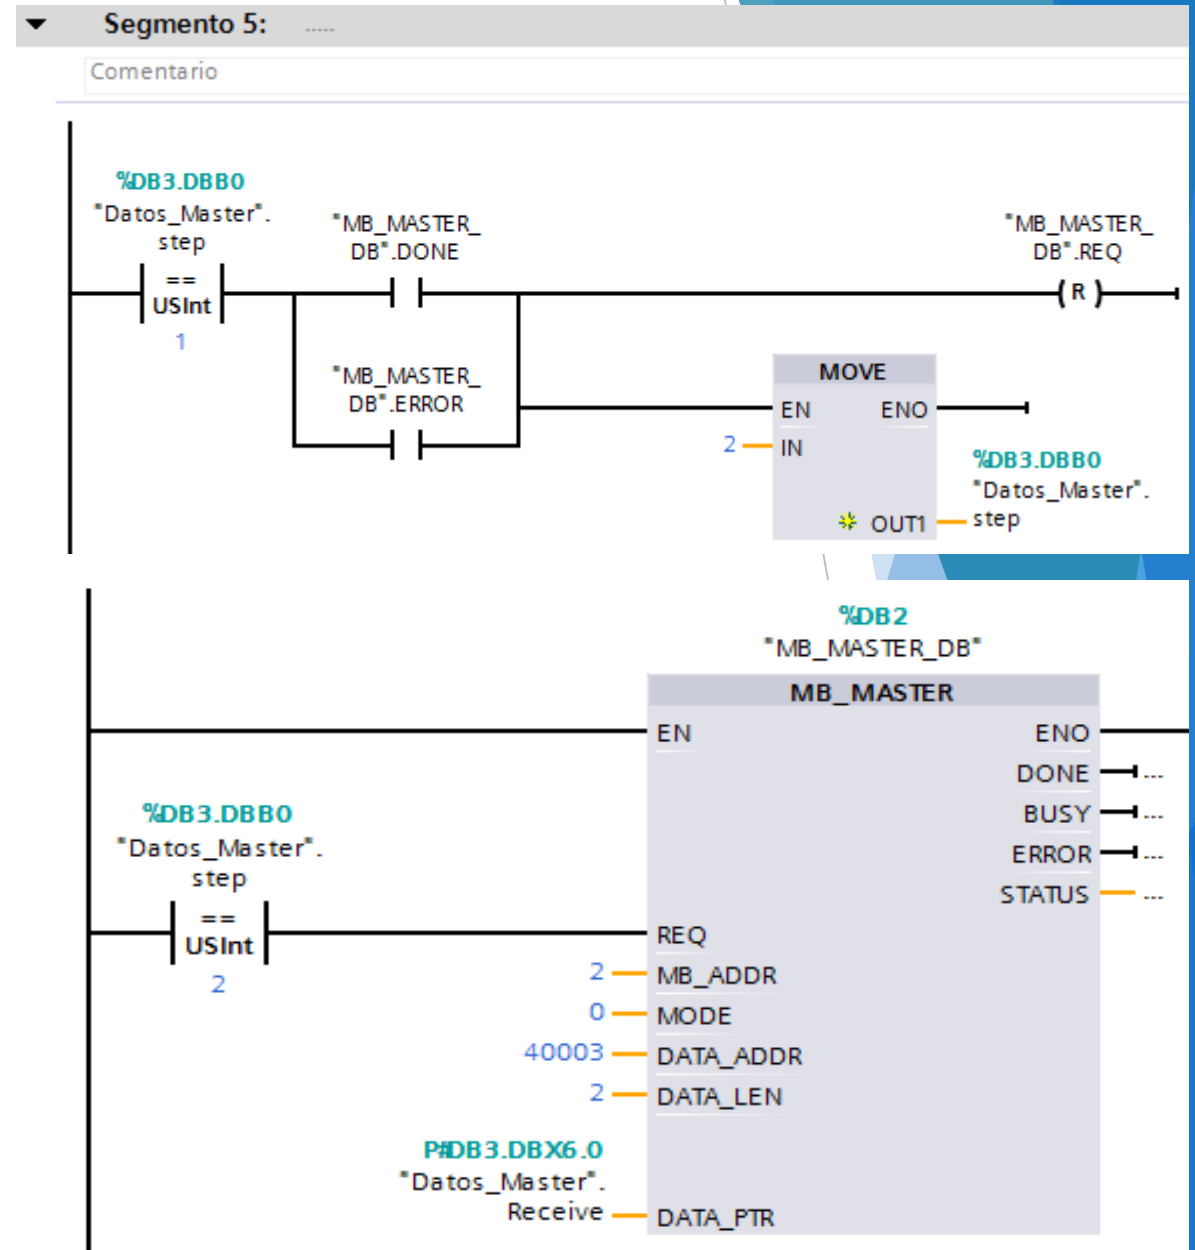 Segmento 5: .....
Comentario
%DB3.DBB0
"Datos_Master".
step
==
USInt
1
"MB_MASTER_
DB".DONE
"MB_MASTER_
DB".REQ
( R )
"MB_MASTER_
DB".ERROR
MOVE
EN ENO
2 IN
%DB3.DBB0
"Datos_Master".
OUT1 step
%DB2
"MB_MASTER_DB"
MB_MASTER
EN ENO
DONE ...
BUSY ...
ERROR ...
STATUS ...
%DB3.DBB0
"Datos_Master".
step
==
USInt
2
REQ
2 MB_ADDR
0 MODE
40003 DATA_ADDR
2 DATA_LEN
P#DB3.DBX6.0
"Datos_Master".
Receive DATA_PTR